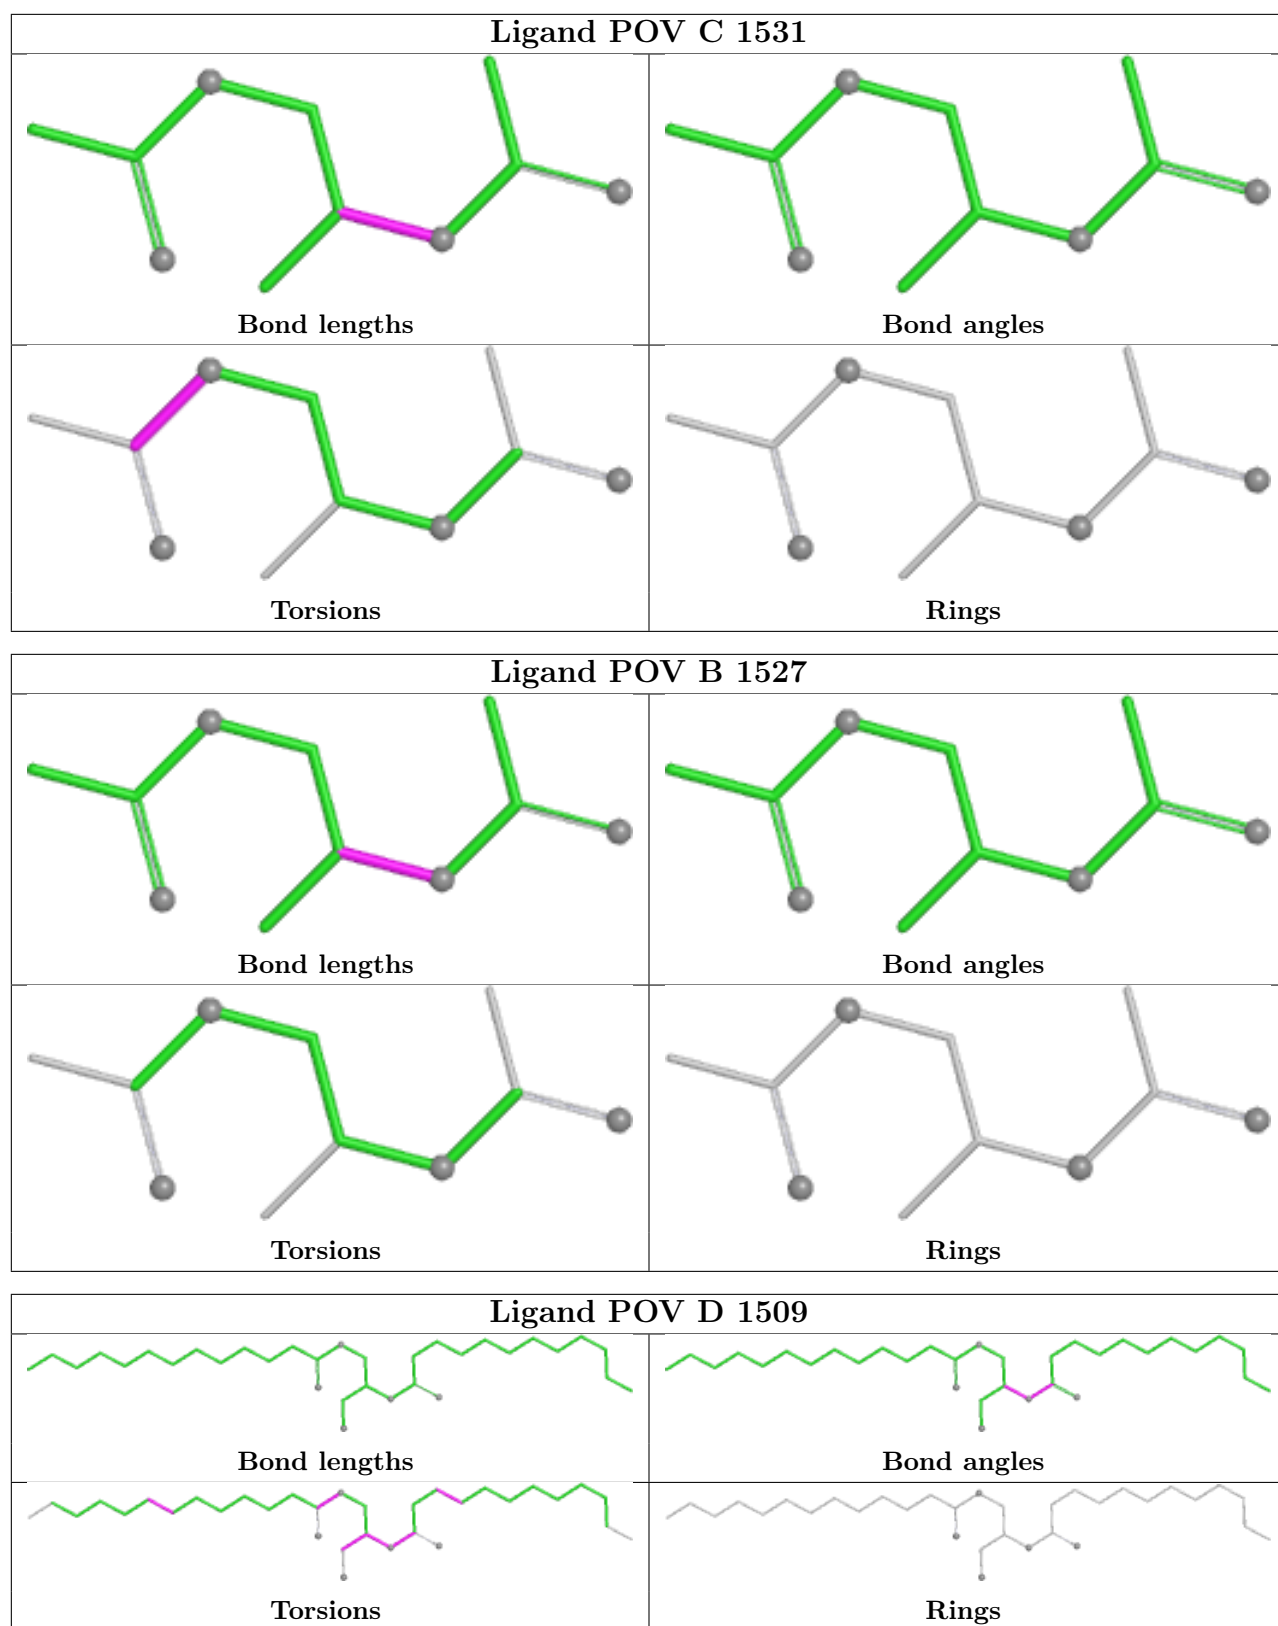 Ligand POV C 1531
Bond lengths
Bond angles
Torsions
Rings
Ligand POV B 1527
Bond lengths
Bond angles
Torsions
Rings
Ligand POV D 1509
Bond lengths
Bond angles
Torsions
Rings